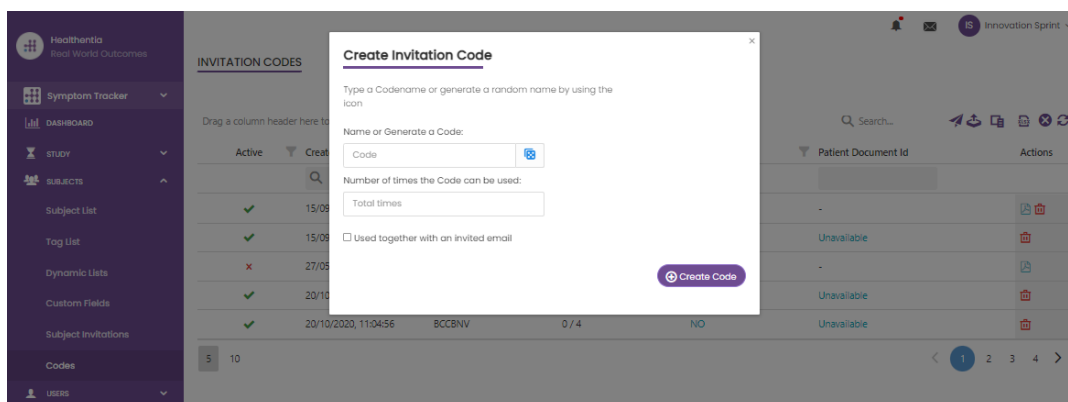 Healthentia
Real World Outcomes
IS Innovation Sprint
INVITATION CODES
Create Invitation Code
×
Type a Codename or generate a random name by using the
icon
Symptom Tracker
DASHBOARD
STUDY
SUBJECTS
Subject List
Tag List
Dynamic Lists
Custom Fields
Subject Invitations
Codes
USERS
Drag a column header here to
Search...
Name or Generate a Code:
Code
Number of times the Code can be used:
Total times
Used together with an invited email
Create Code
Active Creat Patient Document Id Actions
15/09 -
15/09 Unavailable
27/05 -
20/10 Unavailable
20/10/2020, 11:04:56 BCCBNV 0 / 4 NO Unavailable
5 10
1 2 3 4